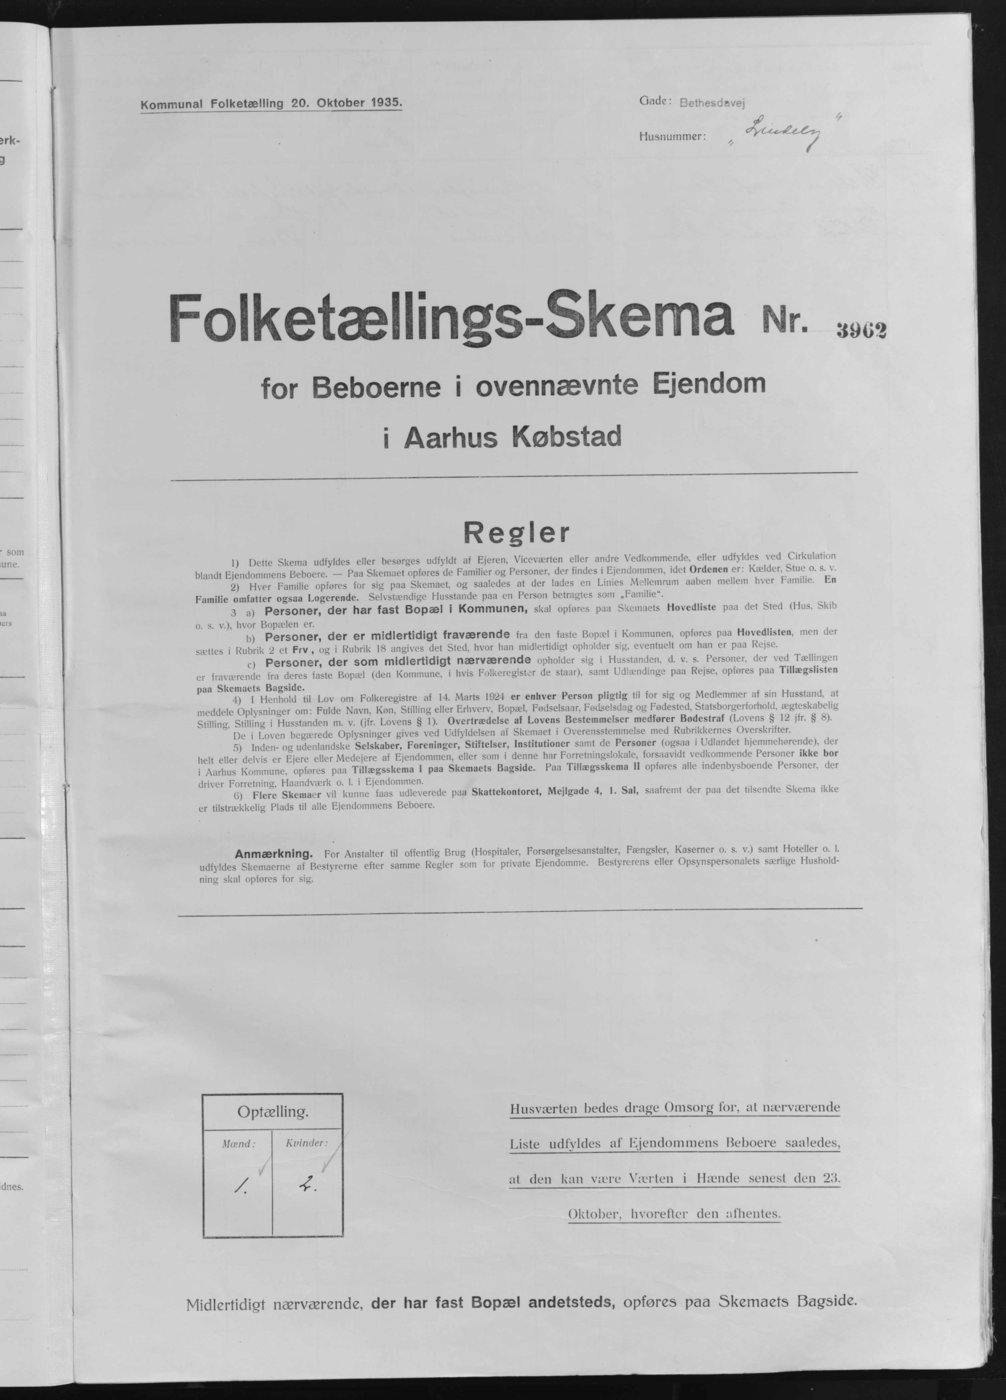 Kommunal Folketælling 20. Oktober 1935.
Gade: Bethesdavej
Husnummer: „Lindely"
Folketællings-Skema Nr. 3962
for Beboerne i ovennævnte Ejendom
i Aarhus Købstad
Regler
1) Dette Skema udfyldes eller besørges udfyldt af Ejeren, Viceværten eller andre Vedkommende, eller udfyldes ved Cirkulation
blandt Ejendommens Beboere. — Paa Skemaet opføres de Familier og Personer, der findes i Ejendommen, idet Ordenen er: Kælder, Stue o. s. v.
2) Hver Familie opføres for sig paa Skemaet, og saaledes at der lades en Linies Mellemrum aaben mellem hver Familie. En
Familie omfatter ogsaa Logerende. Selvstændige Husstande paa en Person betragtes som „Familie".
3 a) Personer, der har fast Bopæl i Kommunen, skal opføres paa Skemaets Hovedliste paa det Sted (Hus, Skib
o. s. v.), hvor Bopælen er.
b) Personer, der er midlertidigt fraværende fra den faste Bopæl i Kommunen, opføres paa Hovedlisten, men der
sættes i Rubrik 2 et Frv., og i Rubrik 18 angives det Sted, hvor han midlertidigt opholder sig, eventuelt om han er paa Rejse.
c) Personer, der som midlertidigt nærværende opholder sig i Husstanden, d. v. s. Personer, der ved Tællingen
er fraværende fra deres faste Bopæl (den Kommune, i hvis Folkeregister de staar), samt Udlændinge paa Rejse, opføres paa Tillægslisten
paa Skemaets Bagside.
4) I Henhold til Lov om Folkeregistre af 14. Marts 1924 er enhver Person pligtig til for sig og Medlemmer af sin Husstand, at
meddele Oplysninger om: Fulde Navn, Køn, Stilling eller Erhverv, Bopæl, Fødselsaar, Fødselsdag og Fødested, Statsborgerforhold, ægteskabelig
Stilling, Stilling i Husstanden m. v. (jfr. Lovens § 1). Overtrædelse af Lovens Bestemmelser medfører Bødestraf (Lovens § 12 jfr. § 8).
De i Loven begærede Oplysninger gives ved Udfyldelsen af Skemaet i Overensstemmelse med Rubrikkernes Overskrifter.
5) Inden- og udenlandske Selskaber, Foreninger, Stiftelser, Institutioner samt de Personer (ogsaa i Udlandet hjemmehørende), der
helt eller delvis er Ejere eller Medejere af Ejendommen, eller som i denne har Forretningslokale, forsaavidt vedkommende Personer ikke bor
i Aarhus Kommune, opføres paa Tillægsskema I paa Skemaets Bagside. Paa Tillægsskema II opføres alle indenbysboende Personer, der
driver Forretning, Haandværk o. l. i Ejendommen.
6) Flere Skemaer vil kunne faas udleverede paa Skattekontoret, Mejlgade 4, 1. Sal, saafremt der paa det tilsendte Skema ikke
er tilstrækkelig Plads til alle Ejendommens Beboere.
Anmærkning. For Anstalter til offentlig Brug (Hospitaler, Forsørgelsesanstalter, Fængsler, Kaserner o. s. v.) samt Hoteller o. l.
udfyldes Skemaerne af Bestyrerne efter samme Regler som for private Ejendomme. Bestyrerens eller Opsynspersonalets særlige Hushold-
ning skal opføres for sig.
Optælling.
Mænd: Kvinder:
1. 2.
Husværten bedes drage Omsorg for, at nærværende
Liste udfyldes af Ejendommens Beboere saaledes,
at den kan være Værten i Hænde senest den 23.
Oktober, hvorefter den afhentes.
Midlertidigt nærværende, der har fast Bopæl andetsteds, opføres paa Skemaets Bagside.